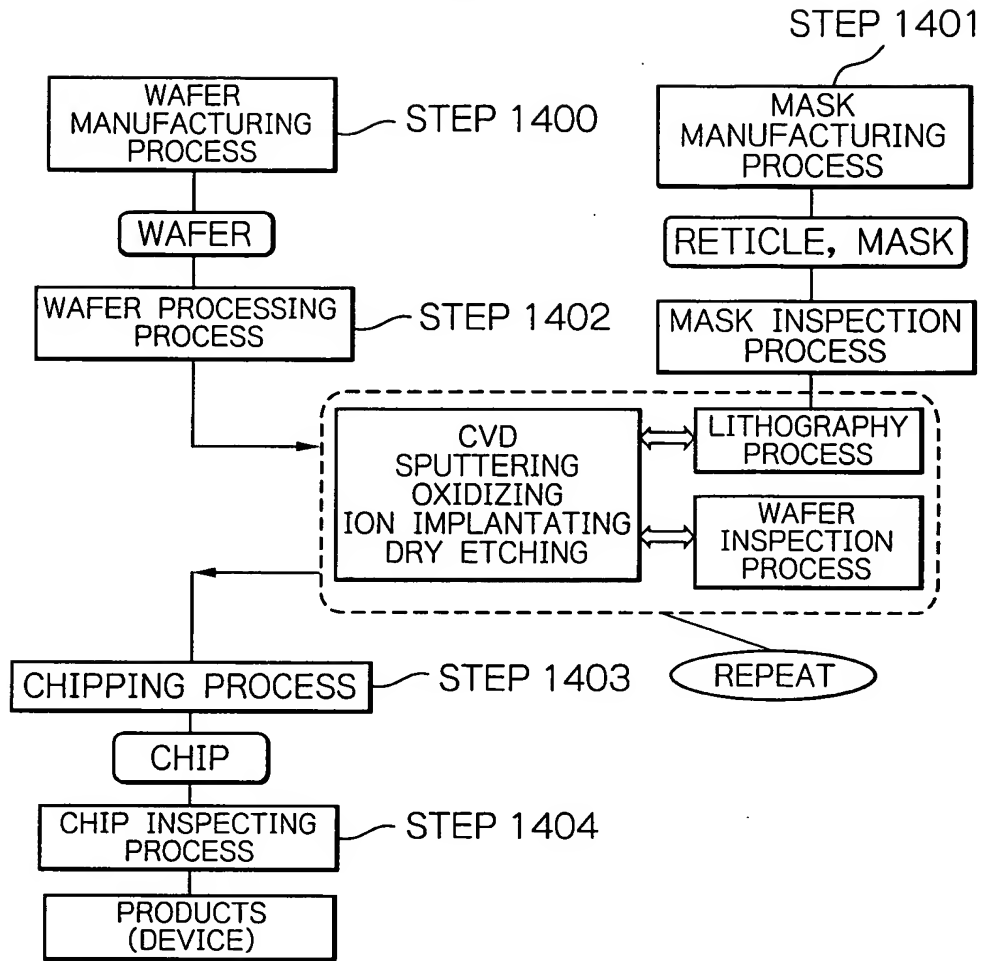 STEP 1401
WAFER
MANUFACTURING
PROCESS
STEP 1400
MASK
MANUFACTURING
PROCESS
WAFER
RETICLE, MASK
WAFER PROCESSING
PROCESS
STEP 1402
MASK INSPECTION
PROCESS
CVD
SPUTTERING
OXIDIZING
ION IMPLANTATING
DRY ETCHING
LITHOGRAPHY
PROCESS
WAFER
INSPECTION
PROCESS
REPEAT
CHIPPING PROCESS
STEP 1403
CHIP
CHIP INSPECTING
PROCESS
STEP 1404
PRODUCTS
(DEVICE)